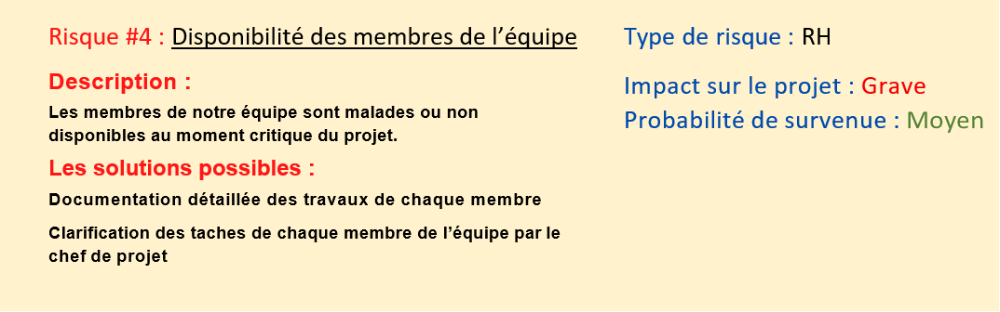 Risque #4 : Disponibilité des membres de l’équipe
Type de risque : RH
Description :
Les membres de notre équipe sont malades ou non
disponibles au moment critique du projet.
Les solutions possibles :
Documentation détaillée des travaux de chaque membre
Clarification des taches de chaque membre de l’équipe par le
chef de projet
Impact sur le projet : Grave
Probabilité de survenue : Moyen